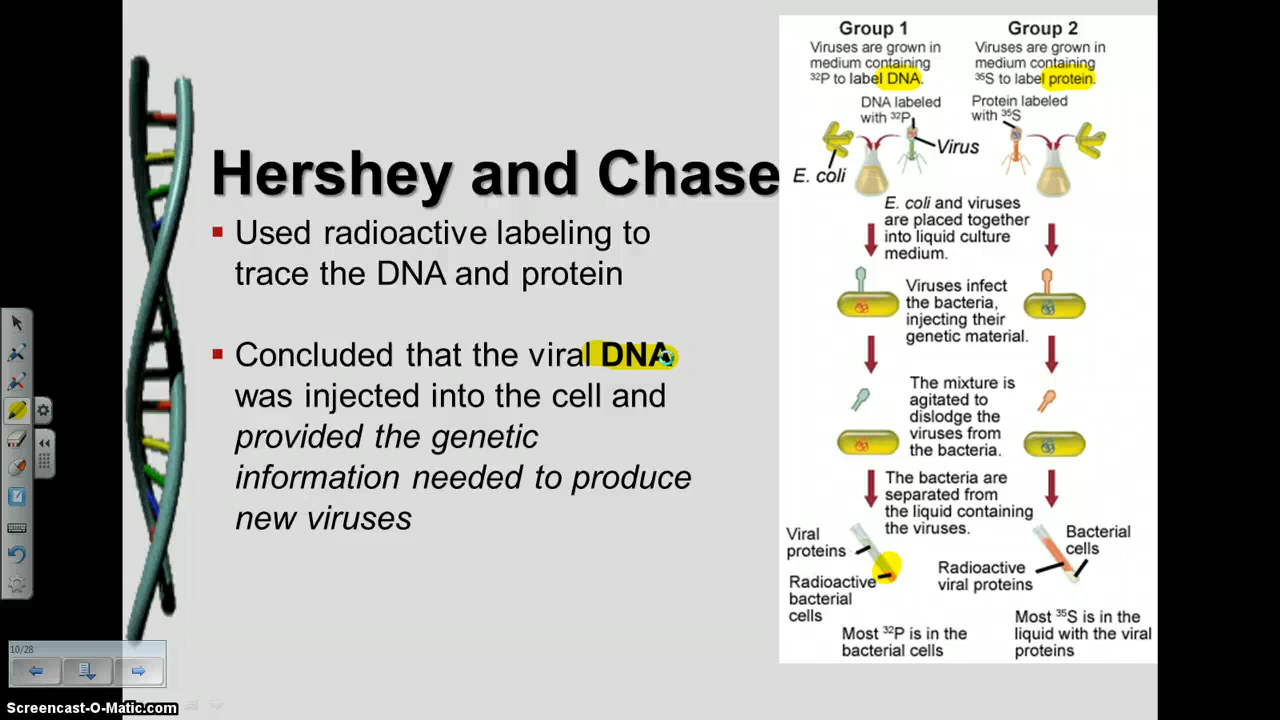 Hershey and Chase
▪ Used radioactive labeling to
trace the DNA and protein
▪ Concluded that the viral DNA
was injected into the cell and
provided the genetic
information needed to produce
new viruses
Group 1
Viruses are grown in
medium containing
³²P to label DNA.
Group 2
Viruses are grown in
medium containing
³⁵S to label protein.
DNA labeled
with ³²P
Protein labeled
with ³⁵S
Virus
E. coli
E. coli and viruses
are placed together
into liquid culture
medium.
Viruses infect
the bacteria,
injecting their
genetic material.
The mixture is
agitated to
dislodge the
viruses from
the bacteria.
The bacteria are
separated from
the liquid containing
the viruses.
Viral
proteins
Radioactive
bacterial
cells
Bacterial
cells
Radioactive
viral proteins
Most ³²P is in the
bacterial cells
Most ³⁵S is in the
liquid with the viral
proteins
10/28
Screencast-O-Matic.com